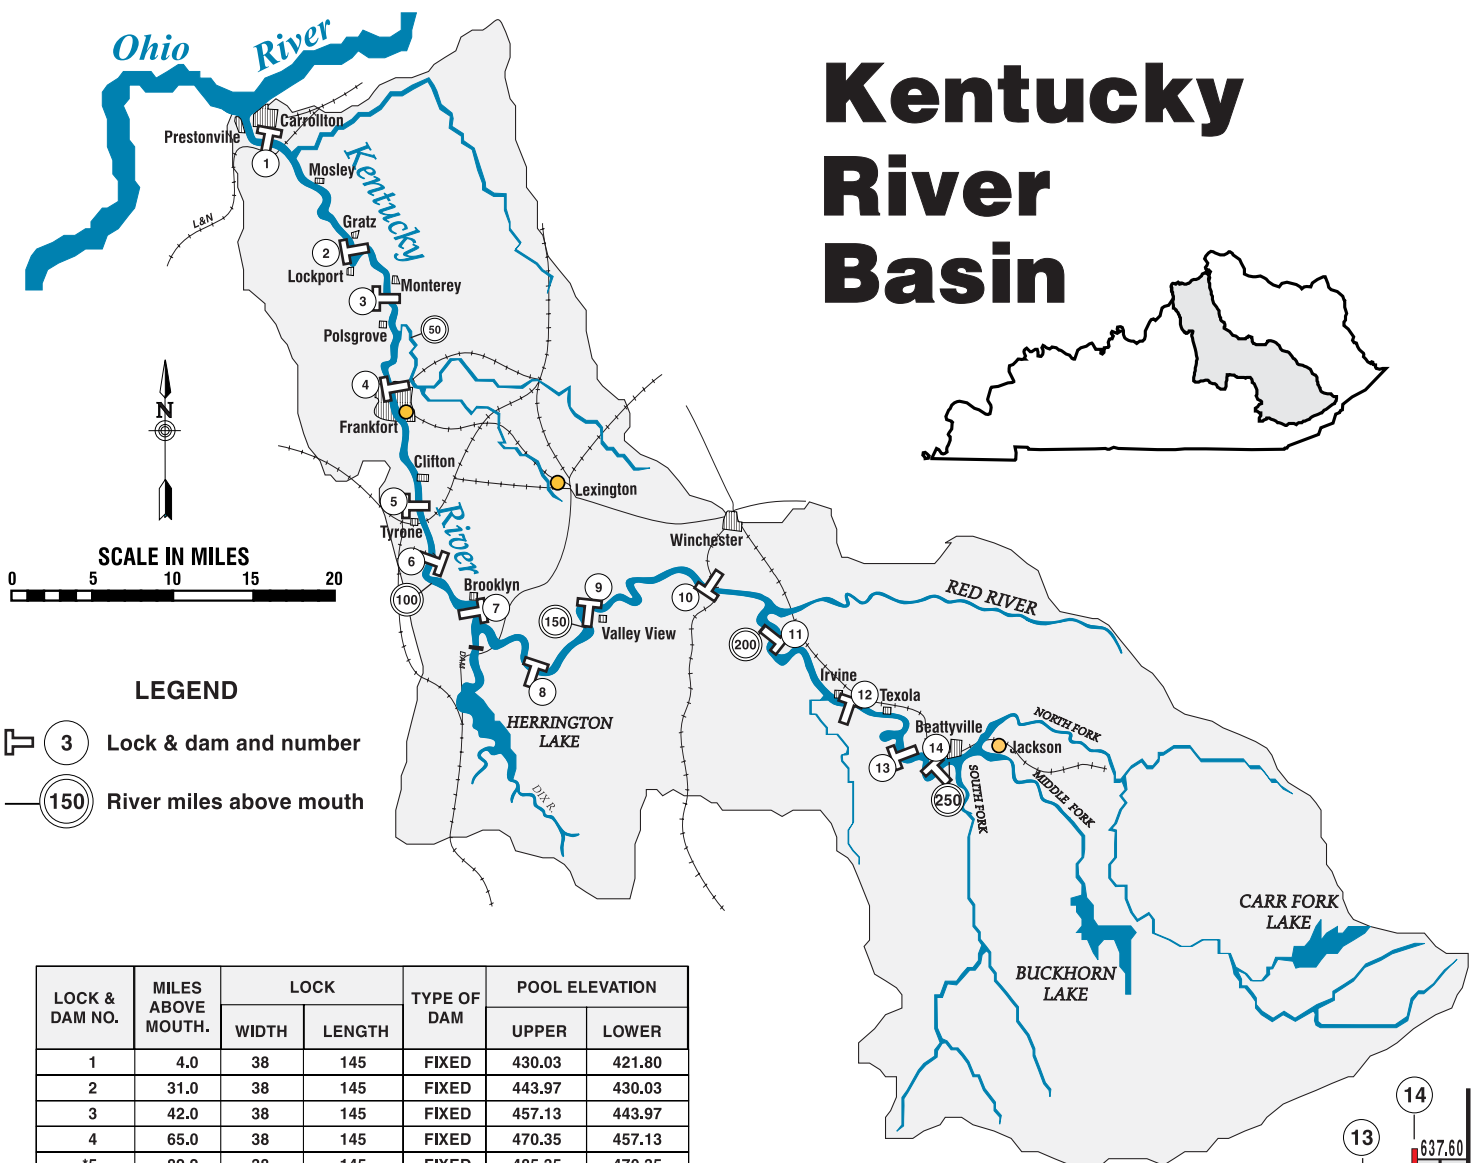 Kentucky
River
Basin
Ohio River
Prestonville
Carrollton
1
Mosley
Kentucky
L&N
Gratz
2
Lockport
Monterey
3
Polsgrove
50
4
Frankfort
N
Clifton
Lexington
5
Tyrone
River
Winchester
6
Brooklyn
100
7
9
150
Valley View
10
RED RIVER
11
200
DAM
8
Irvine
12
Texola
HERRINGTON
LAKE
Beattyville
NORTH FORK
14
Jackson
13
250
SOUTH FORK
MIDDLE FORK
DIX R.
CARR FORK
LAKE
BUCKHORN
LAKE
SCALE IN MILES
0 5 10 15 20
LEGEND
3 Lock & dam and number
150 River miles above mouth
LOCK & DAM NO. MILES ABOVE MOUTH. LOCK TYPE OF DAM POOL ELEVATION
WIDTH LENGTH UPPER LOWER
1 4.0 38 145 FIXED 430.03 421.80
2 31.0 38 145 FIXED 443.97 430.03
3 42.0 38 145 FIXED 457.13 443.97
4 65.0 38 145 FIXED 470.35 457.13
14
13
637.60